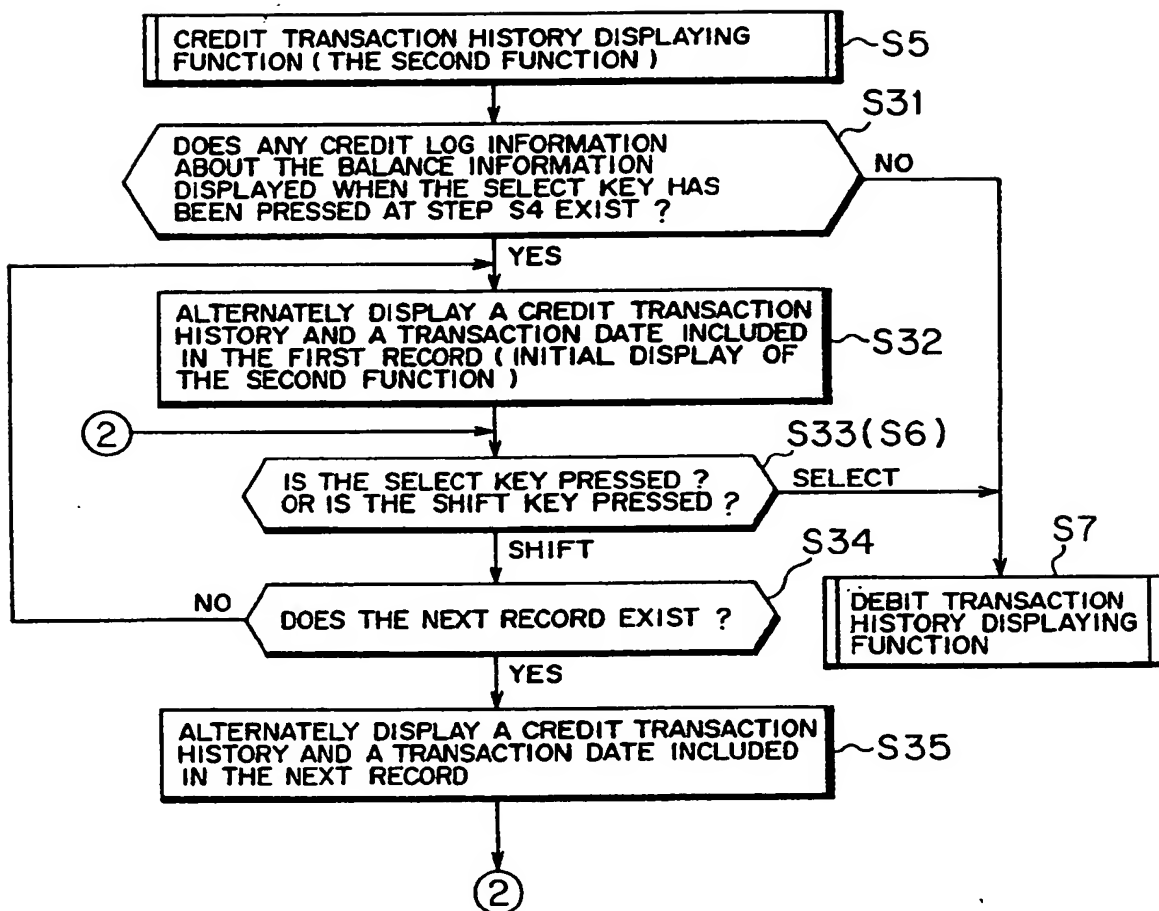 CREDIT TRANSACTION HISTORY DISPLAYING
FUNCTION (THE SECOND FUNCTION)
S5
S31
DOES ANY CREDIT LOG INFORMATION
ABOUT THE BALANCE INFORMATION
DISPLAYED WHEN THE SELECT KEY HAS
BEEN PRESSED AT STEP S4 EXIST ?
NO
YES
ALTERNATELY DISPLAY A CREDIT TRANSACTION
HISTORY AND A TRANSACTION DATE INCLUDED
IN THE FIRST RECORD (INITIAL DISPLAY OF
THE SECOND FUNCTION)
S32
2
S33(S6)
IS THE SELECT KEY PRESSED ?
OR IS THE SHIFT KEY PRESSED ?
SELECT
SHIFT
S34
NO
DOES THE NEXT RECORD EXIST ?
S7
DEBIT TRANSACTION
HISTORY DISPLAYING
FUNCTION
YES
ALTERNATELY DISPLAY A CREDIT TRANSACTION
HISTORY AND A TRANSACTION DATE INCLUDED
IN THE NEXT RECORD
S35
2